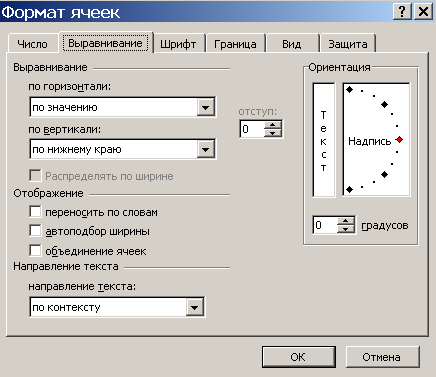 Формат ячеек
Число Выравнивание Шрифт Граница Вид Защита
Выравнивание
по горизонтали:
по значению
отступ:
0
по вертикали:
по нижнему краю
Распределять по ширине
Отображение
переносить по словам
автоподбор ширины
объединение ячеек
Направление текста
направление текста:
по контексту
Ориентация
Текст
Надпись
0 градусов
ОК Отмена